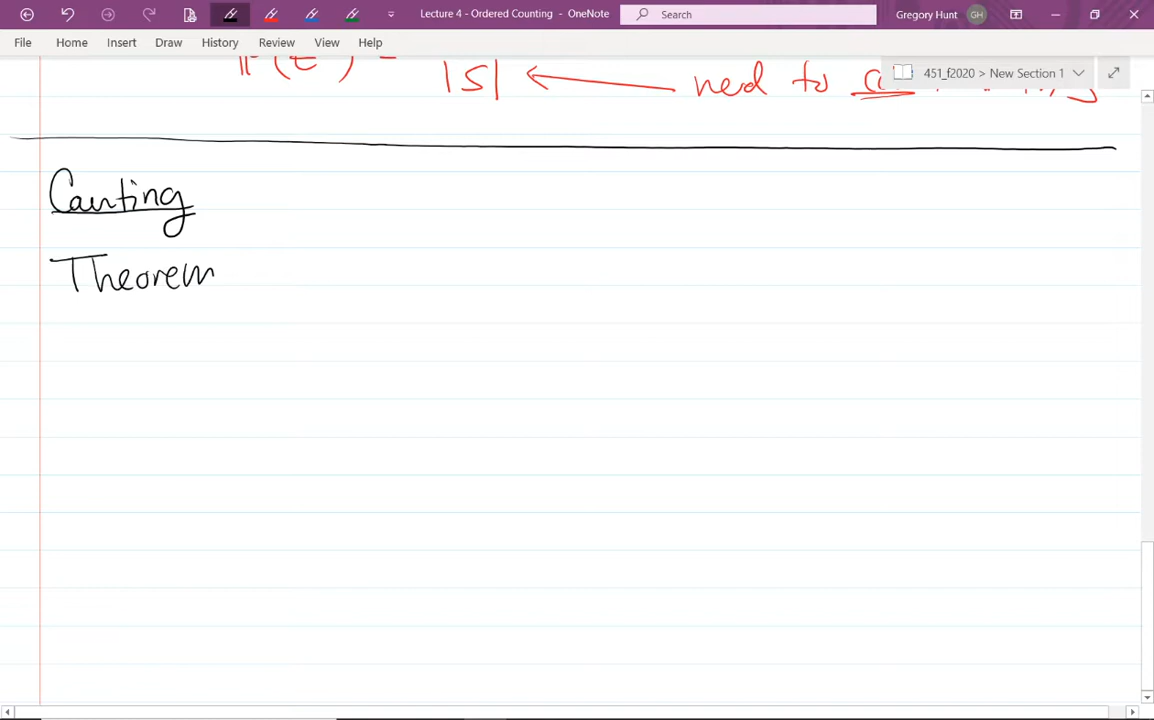 Lecture 4 - Ordered Counting - OneNote
Search
Gregory Hunt
GH
File Home Insert Draw History Review View Help
451_f2020 > New Section 1
|S| need to
Counting
Theorem